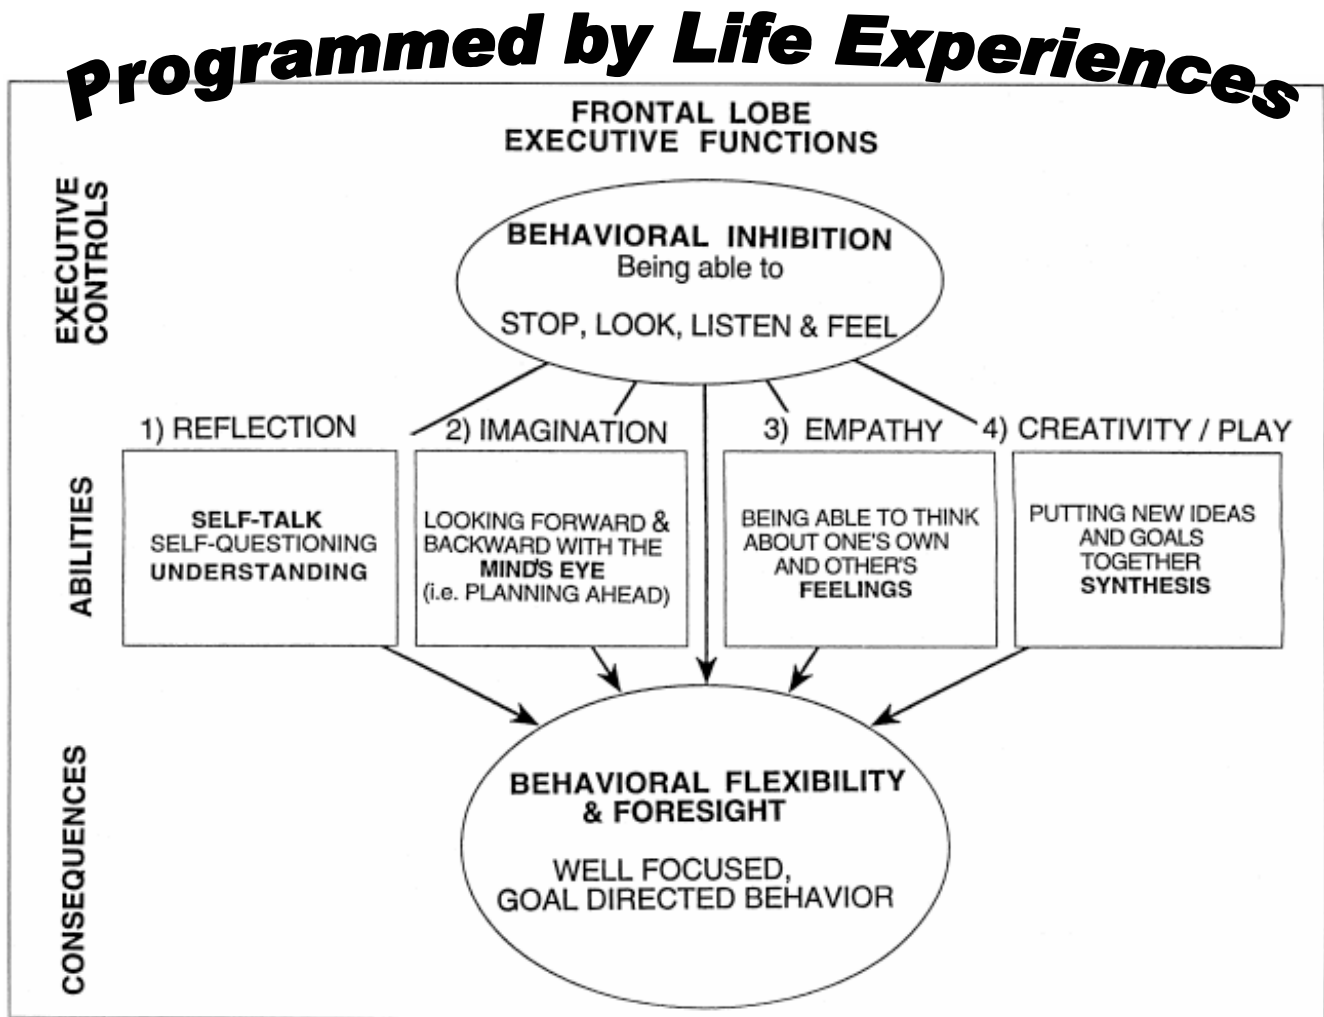 Programmed by Life Experiences
FRONTAL LOBE
EXECUTIVE FUNCTIONS
EXECUTIVE
CONTROLS
BEHAVIORAL INHIBITION
Being able to
STOP, LOOK, LISTEN & FEEL
1) REFLECTION
2) IMAGINATION
3) EMPATHY
4) CREATIVITY / PLAY
ABILITIES
SELF-TALK
SELF-QUESTIONING
UNDERSTANDING
LOOKING FORWARD &
BACKWARD WITH THE
MIND'S EYE
(i.e. PLANNING AHEAD)
BEING ABLE TO THINK
ABOUT ONE'S OWN
AND OTHER'S
FEELINGS
PUTTING NEW IDEAS
AND GOALS
TOGETHER
SYNTHESIS
CONSEQUENCES
BEHAVIORAL FLEXIBILITY
& FORESIGHT
WELL FOCUSED,
GOAL DIRECTED BEHAVIOR